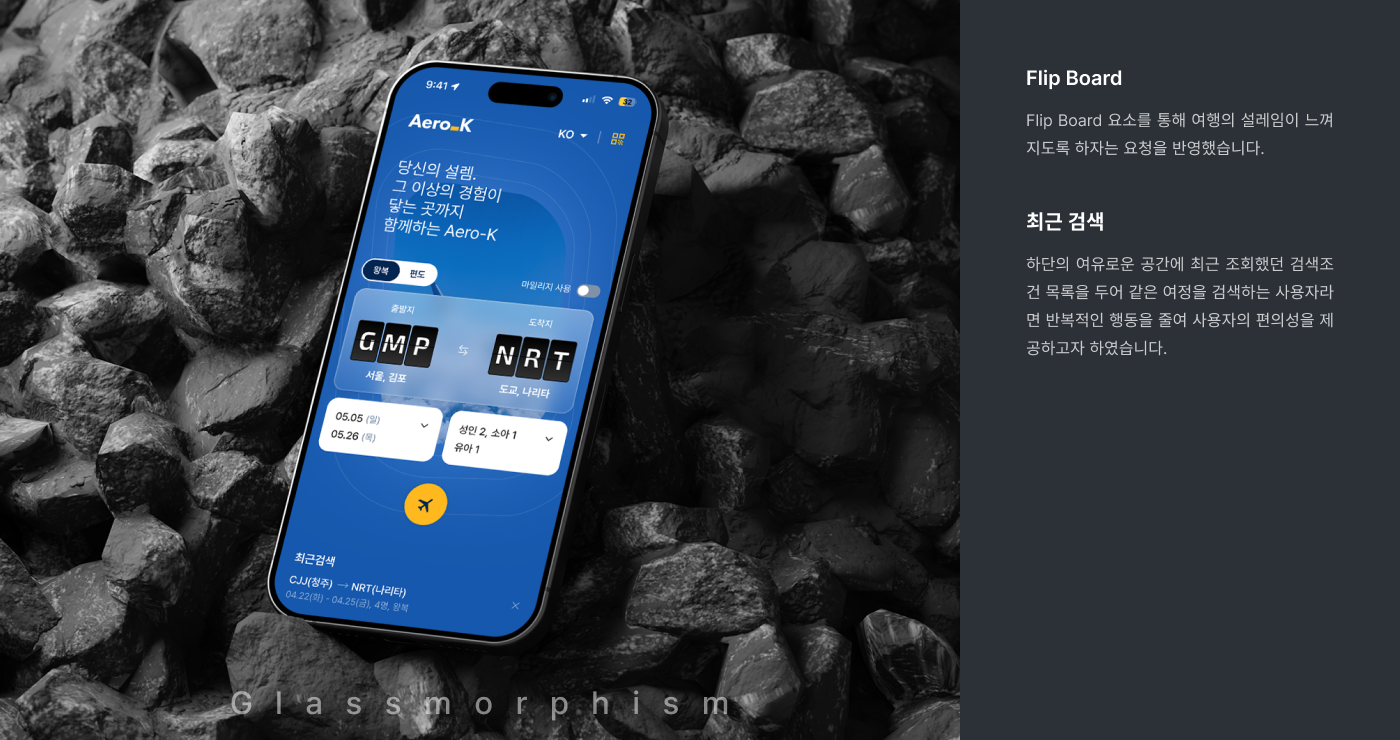 9:41
32
Aero_K
KO
당신의 설렘.
그 이상의 경험이
닿는 곳까지
함께하는 Aero-K
왕복 편도
마일리지 사용
출발지
도착지
GMP
NRT
서울, 김포
도쿄, 나리타
05.05 (일)
05.26 (목)
성인 2, 소아 1
유아 1
최근검색
CJJ(청주) → NRT(나리타)
04.22(화) - 04.25(금), 4명, 왕복
Glassmorphism
Flip Board
Flip Board 요소를 통해 여행의 설레임이 느껴
지도록 하자는 요청을 반영했습니다.
최근 검색
하단의 여유로운 공간에 최근 조회했던 검색조
건 목록을 두어 같은 여정을 검색하는 사용자라
면 반복적인 행동을 줄여 사용자의 편의성을 제
공하고자 하였습니다.